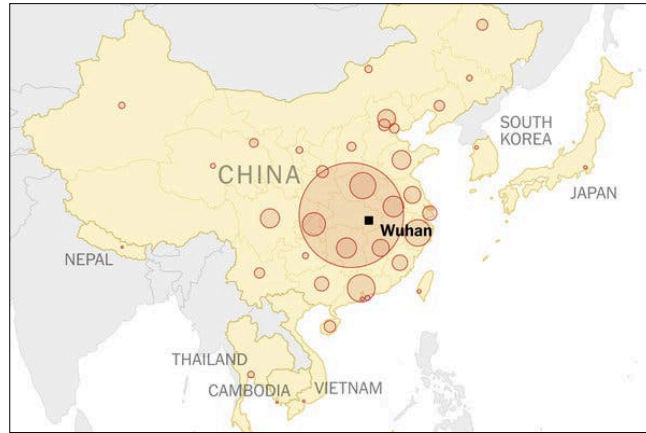 SOUTH
KOREA
CHINA
JAPAN
Wuhan
NEPAL
THAILAND
CAMBODIA
VIETNAM